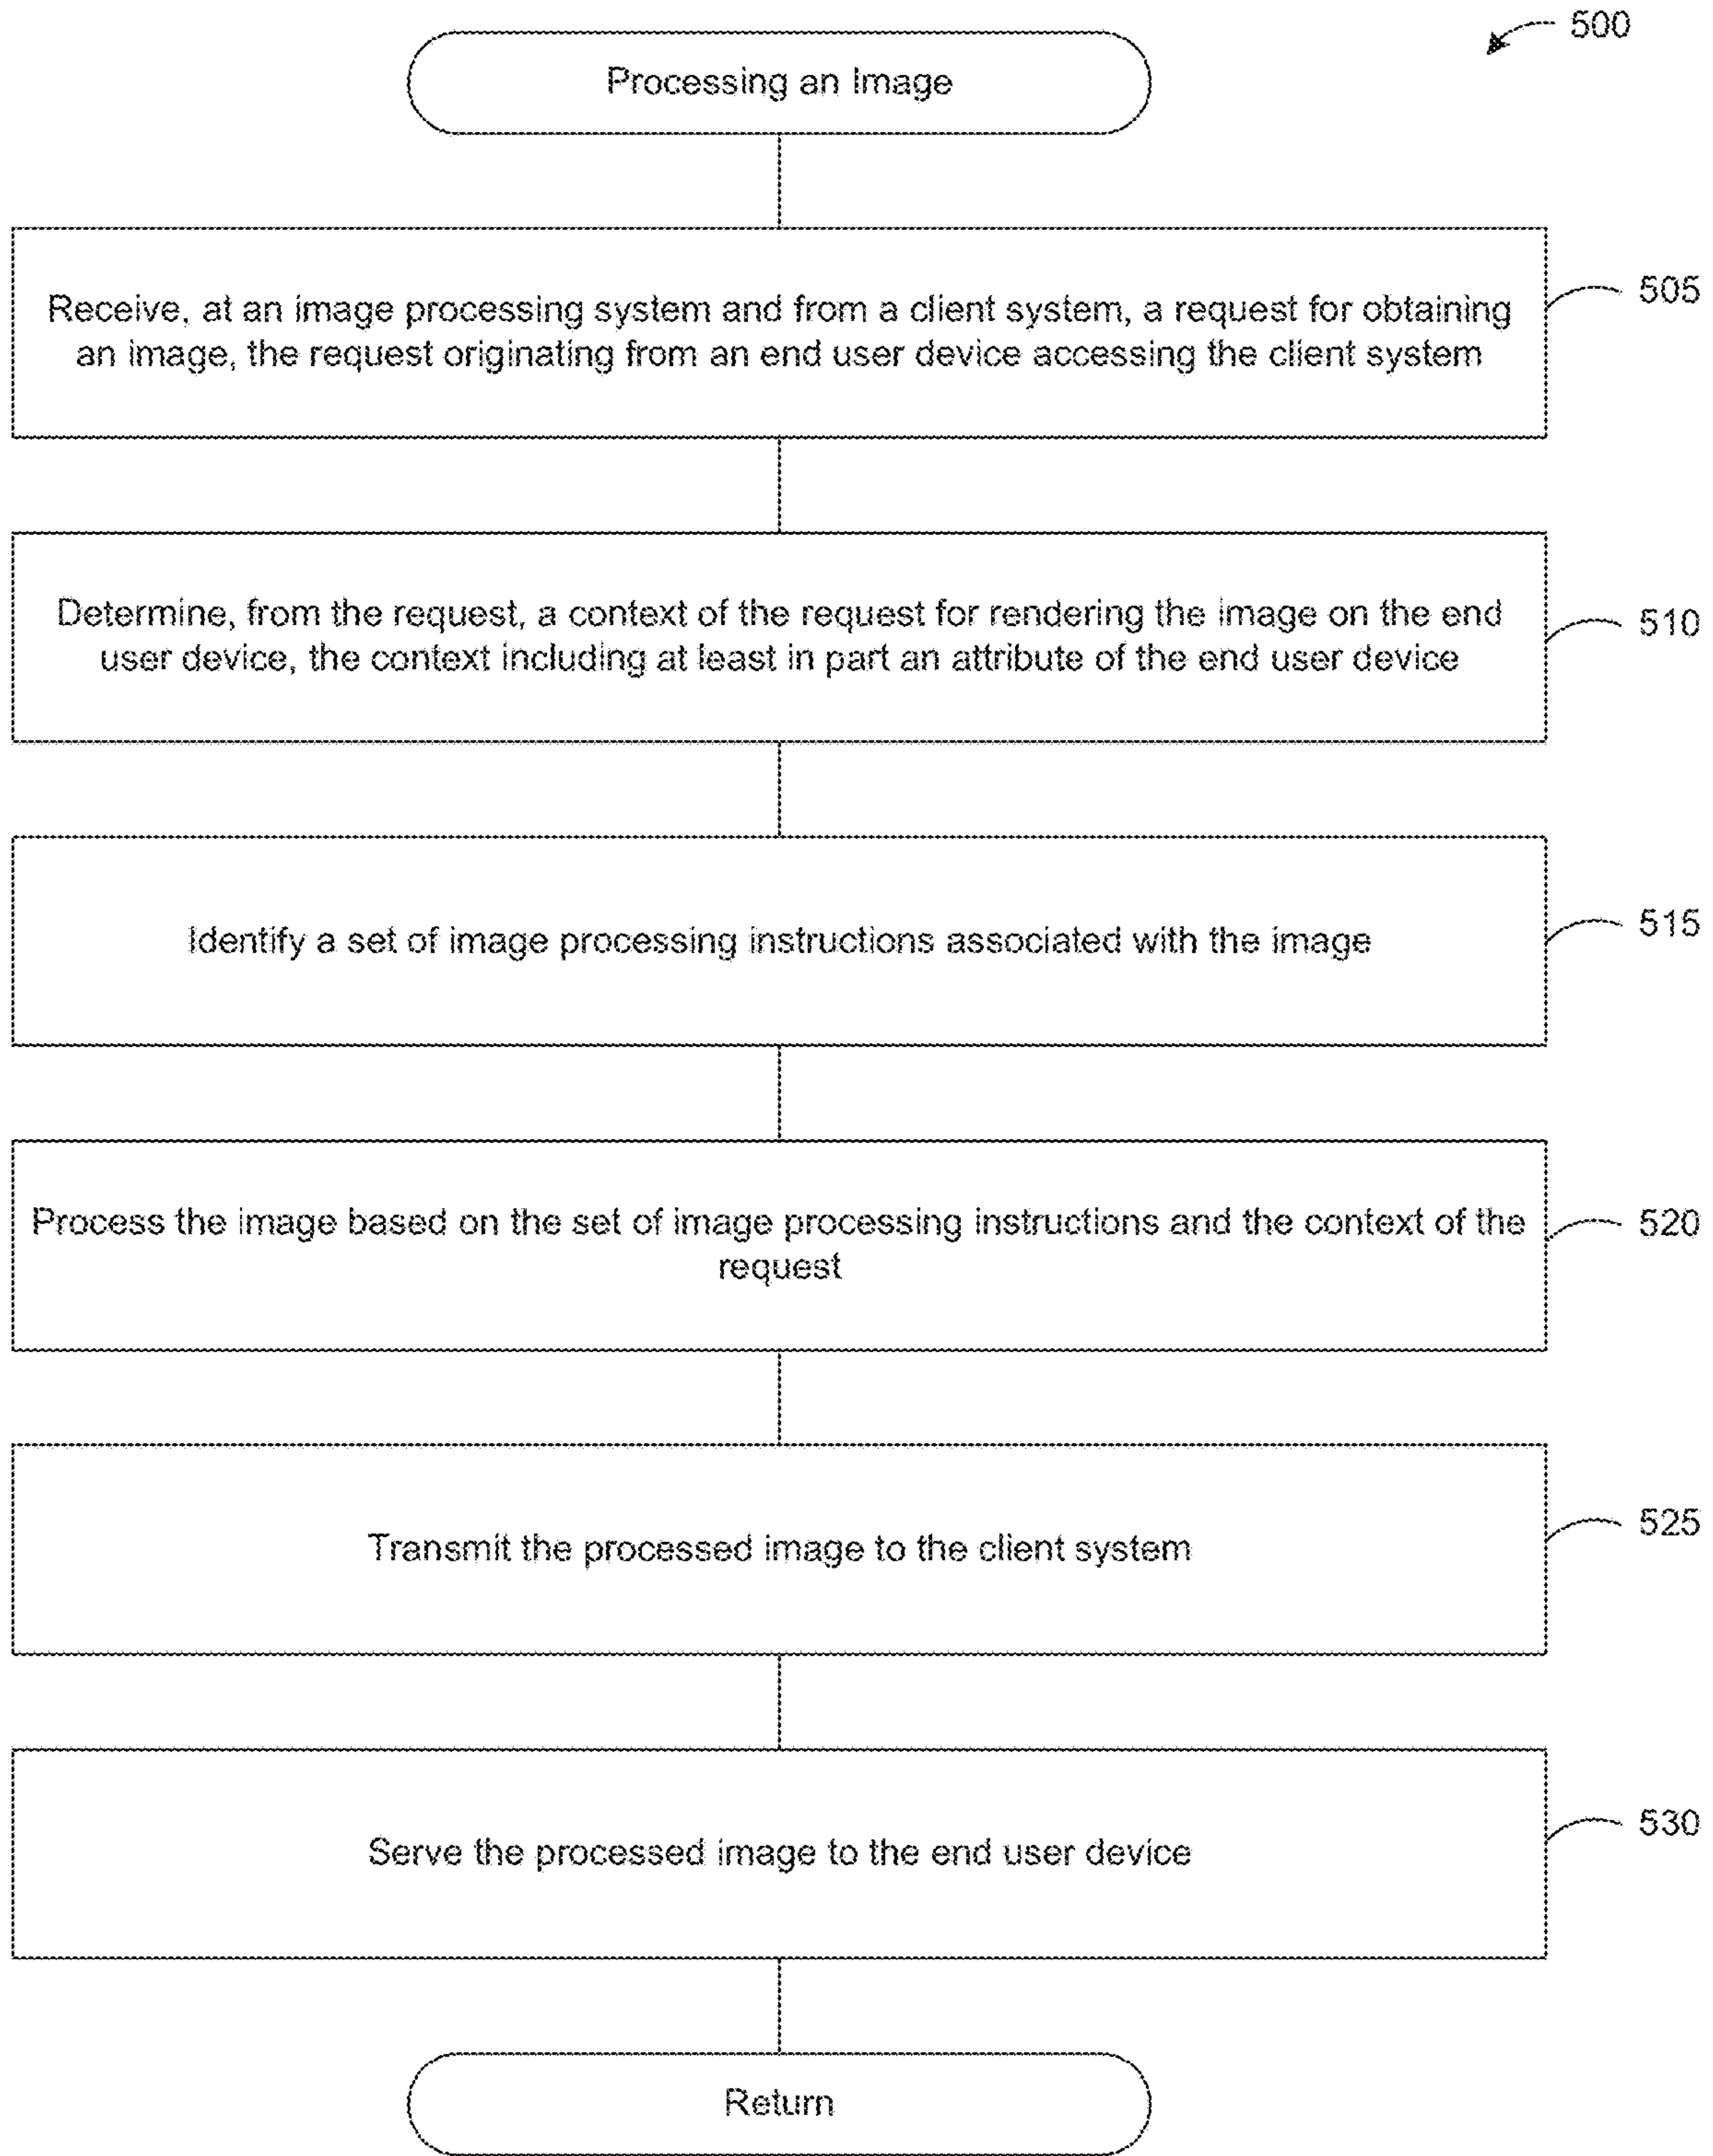 500
Processing an Image
Receive, at an image processing system and from a client system, a request for obtaining
an image, the request originating from an end user device accessing the client system
505
Determine, from the request, a context of the request for rendering the image on the end
user device, the context including at least in part an attribute of the end user device
510
Identify a set of image processing instructions associated with the image
515
Process the image based on the set of image processing instructions and the context of the
request
520
Transmit the processed image to the client system
525
Serve the processed image to the end user device
530
Return